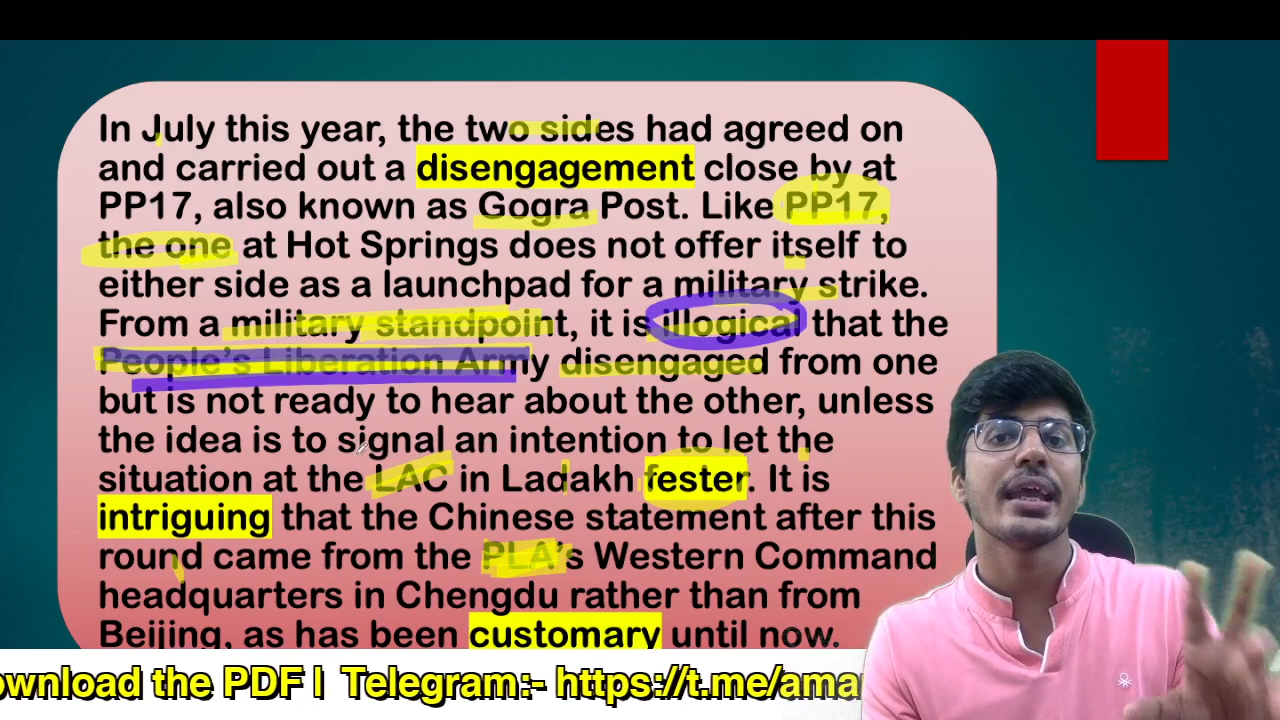 In July this year, the two sides had agreed on
and carried out a disengagement close by at
PP17, also known as Gogra Post. Like PP17,
the one at Hot Springs does not offer itself to
either side as a launchpad for a military strike.
From a military standpoint, it is illogical that the
People's Liberation Army disengaged from one
but is not ready to hear about the other, unless
the idea is to signal an intention to let the
situation at the LAC in Ladakh fester. It is
intriguing that the Chinese statement after this
round came from the PLA's Western Command
headquarters in Chengdu rather than from
Beijing, as has been customary until now.
ownload the PDF | Telegram:- https://t.me/ama